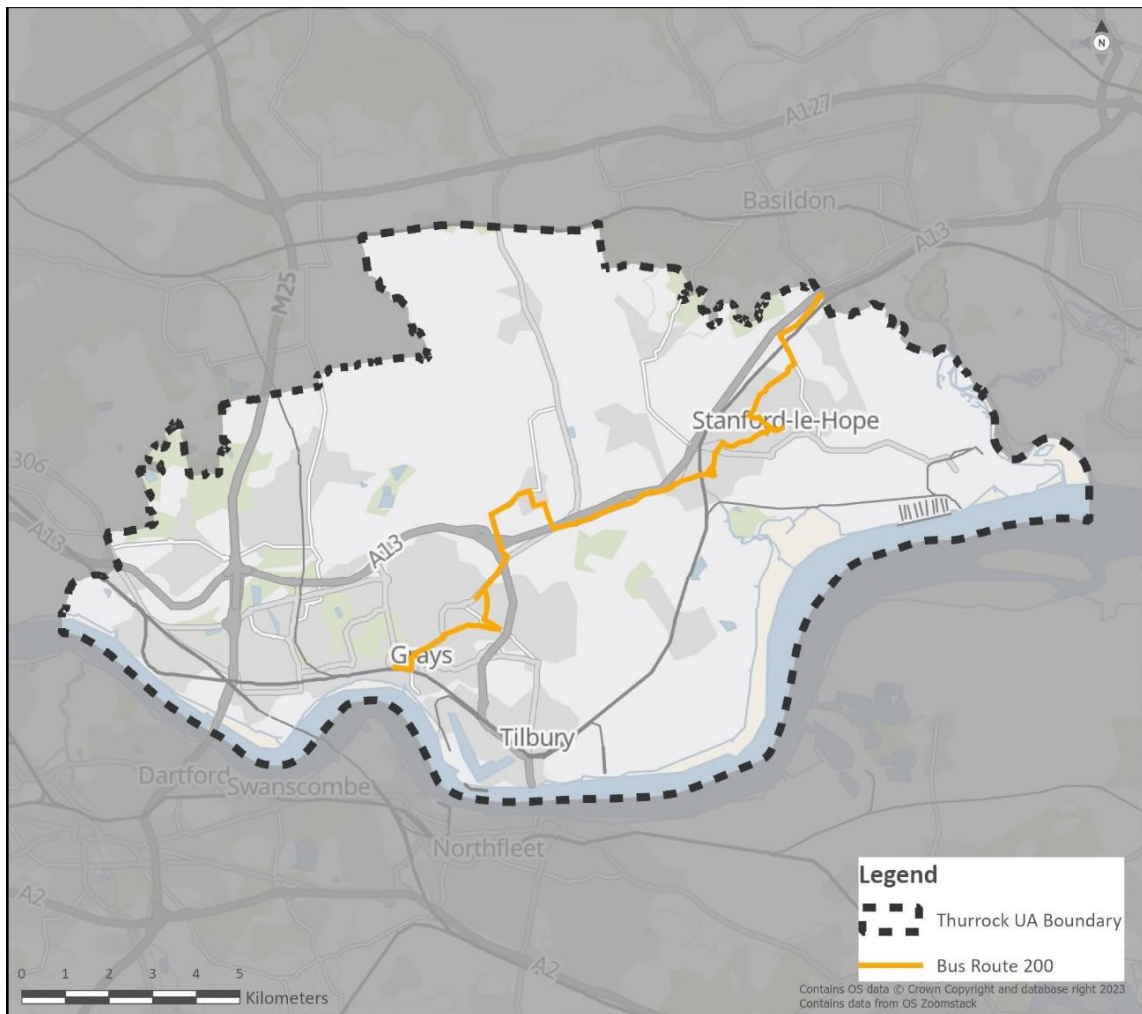 N
A127
Basildon
A13
M25
Stanford-le-Hope
306
A13
A13
Grays
Tilbury
Dartford
Swanscombe
Northfleet
A2
A2
Legend
Thurrock UA Boundary
Bus Route 200
0 1 2 3 4 5
Kilometers
Contains OS data © Crown Copyright and database right 2023
Contains data from OS Zoomstack